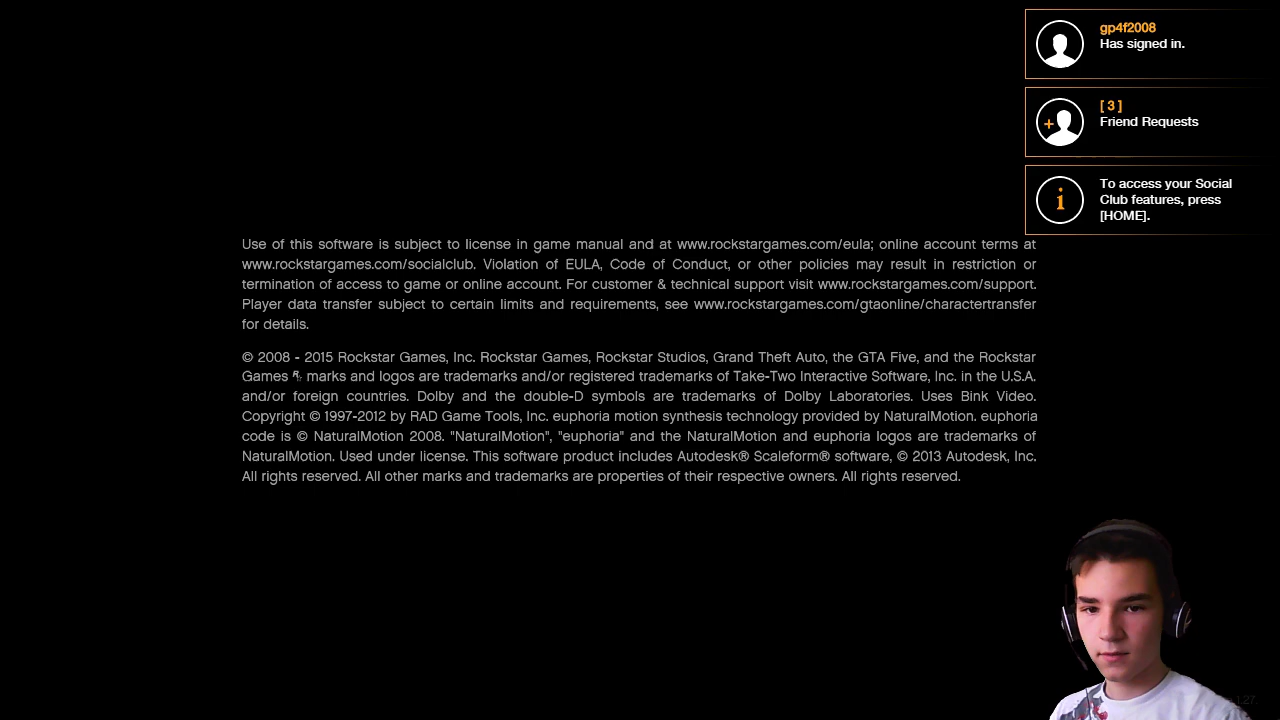 gp4f2008
Has signed in.
[ 3 ]
Friend Requests
To access your Social
Club features, press
[HOME].
Use of this software is subject to license in game manual and at www.rockstargames.com/eula; online account terms at
www.rockstargames.com/socialclub. Violation of EULA, Code of Conduct, or other policies may result in restriction or
termination of access to game or online account. For customer & technical support visit www.rockstargames.com/support.
Player data transfer subject to certain limits and requirements, see www.rockstargames.com/gtaonline/charactertransfer
for details.
© 2008 - 2015 Rockstar Games, Inc. Rockstar Games, Rockstar Studios, Grand Theft Auto, the GTA Five, and the Rockstar
Games R* marks and logos are trademarks and/or registered trademarks of Take-Two Interactive Software, Inc. in the U.S.A.
and/or foreign countries. Dolby and the double-D symbols are trademarks of Dolby Laboratories. Uses Bink Video.
Copyright © 1997-2012 by RAD Game Tools, Inc. euphoria motion synthesis technology provided by NaturalMotion. euphoria
code is © NaturalMotion 2008. "NaturalMotion", "euphoria" and the NaturalMotion and euphoria logos are trademarks of
NaturalMotion. Used under license. This software product includes Autodesk® Scaleform® software, © 2013 Autodesk, Inc.
All rights reserved. All other marks and trademarks are properties of their respective owners. All rights reserved.